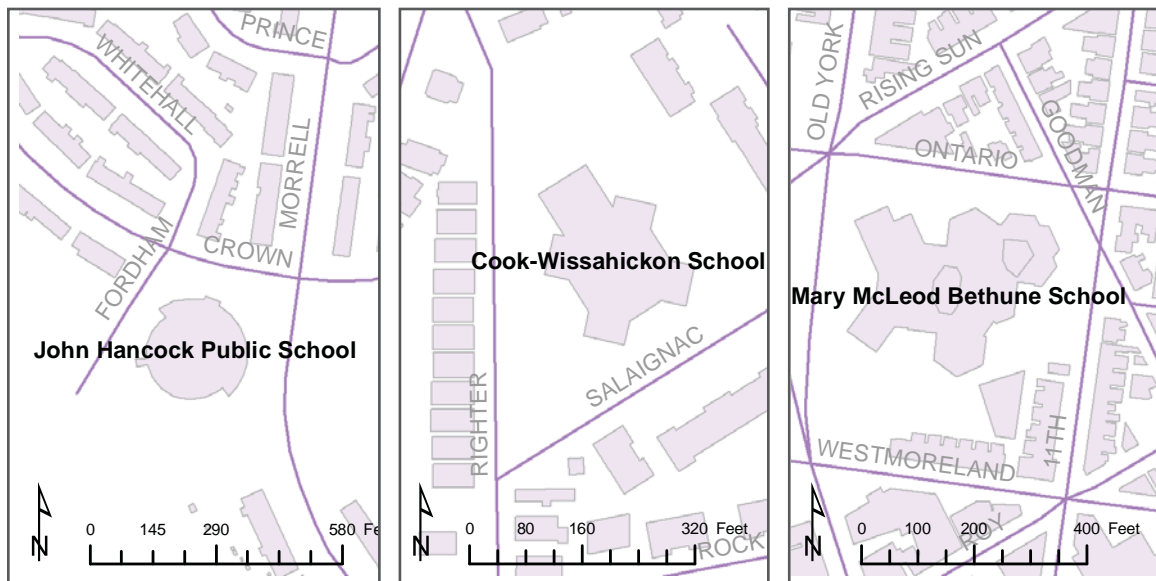 PRINCE
WHITEHALL
MORRELL
FORDHAM
CROWN
John Hancock Public School
N
0 145 290 580 Fe
Cook-Wissahickon School
SALAIGNAC
RIGHTER
ROCK
N
0 80 160 320 Feet
OLD YORK
RISING SUN
GOODMAN
ONTARIO
Mary McLeod Bethune School
WESTMORELAND
11TH
ROY
N
0 100 200 400 Feet